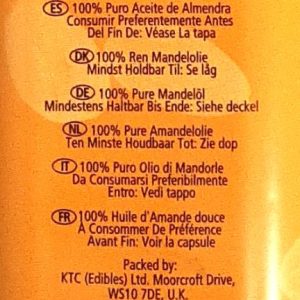 ES 100% Puro Aceite de Almendra
Consumir Preferentemente Antes
Del Fin De: Véase La tapa
DK 100% Ren Mandelolie
Mindst Holdbar Til: Se låg
DE 100% Pure Mandelöl
Mindestens Haltbar Bis Ende: Siehe deckel
NL 100% Pure Amandelolie
Ten Minste Houdbaar Tot: Zie dop
IT 100% Puro Olio di Mandorle
Da Consumarsi Preferibilmente
Entro: Vedi tappo
FR 100% Huile d'Amande douce
À Consommer De Préférence
Avant Fin: Voir la capsule
Packed by:
KTC (Edibles) Ltd. Moorcroft Drive,
WS10 7DE, U.K.